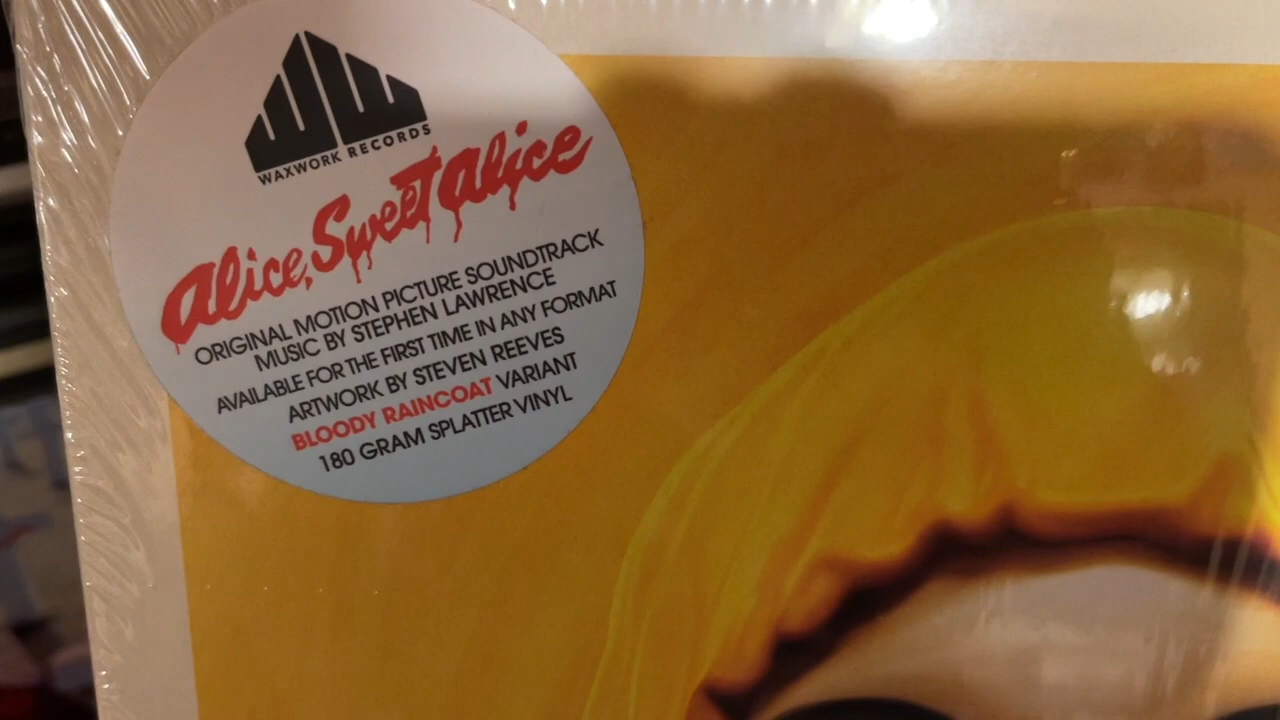 WAXWORK RECORDS
Alice, Sweet Alice
ORIGINAL MOTION PICTURE SOUNDTRACK
MUSIC BY STEPHEN LAWRENCE
AVAILABLE FOR THE FIRST TIME IN ANY FORMAT
ARTWORK BY STEVEN REEVES
BLOODY RAINCOAT VARIANT
180 GRAM SPLATTER VINYL